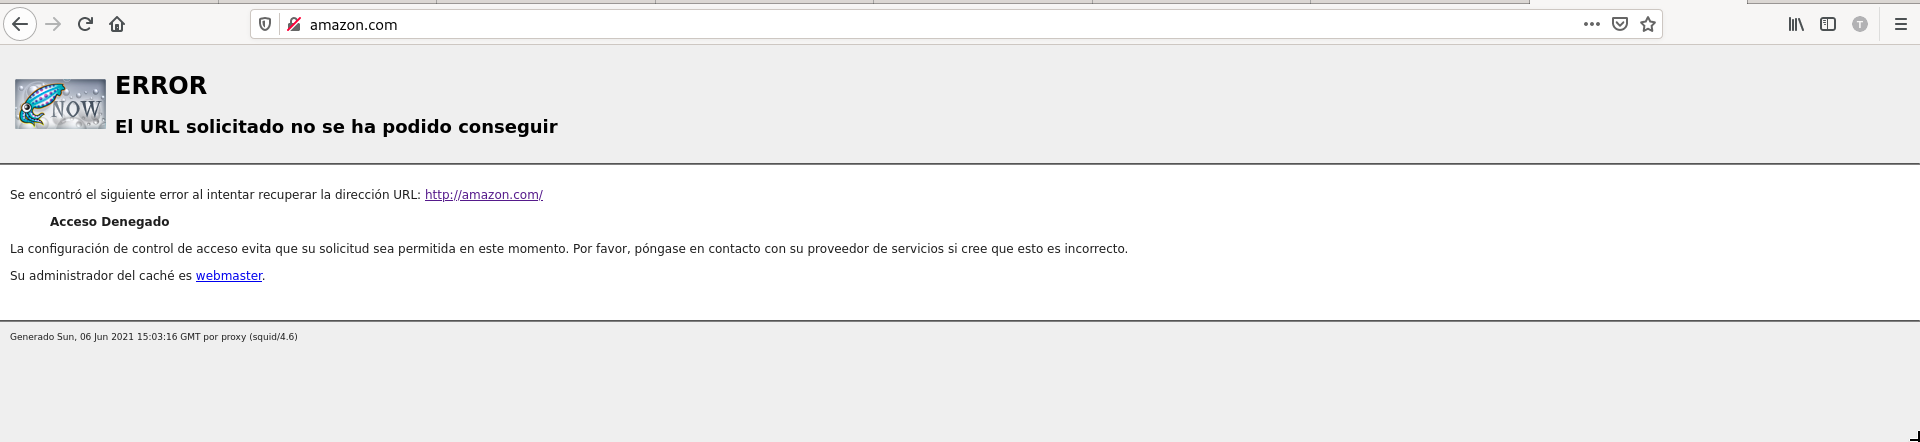 amazon.com
T
NOW
ERROR
El URL solicitado no se ha podido conseguir
Se encontró el siguiente error al intentar recuperar la dirección URL: http://amazon.com/
Acceso Denegado
La configuración de control de acceso evita que su solicitud sea permitida en este momento. Por favor, póngase en contacto con su proveedor de servicios si cree que esto es incorrecto.
Su administrador del caché es webmaster.
Generado Sun, 06 Jun 2021 15:03:16 GMT por proxy (squid/4.6)